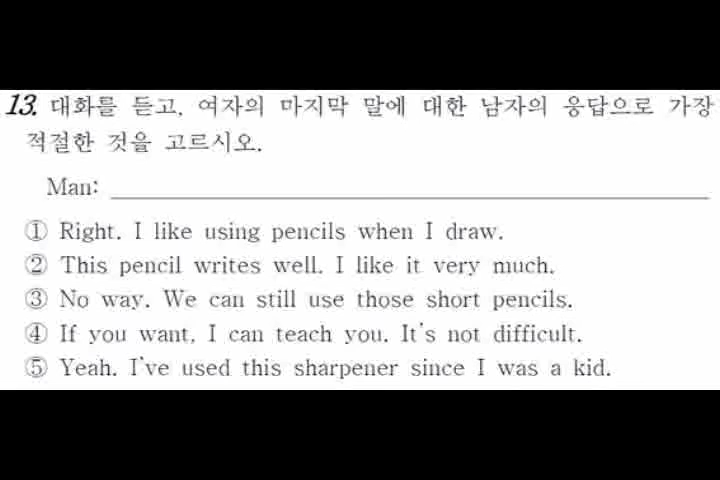 13. 대화를 듣고, 여자의 마지막 말에 대한 남자의 응답으로 가장
적절한 것을 고르시오.
Man:
① Right. I like using pencils when I draw.
② This pencil writes well. I like it very much.
③ No way. We can still use those short pencils.
④ If you want, I can teach you. It's not difficult.
⑤ Yeah. I've used this sharpener since I was a kid.